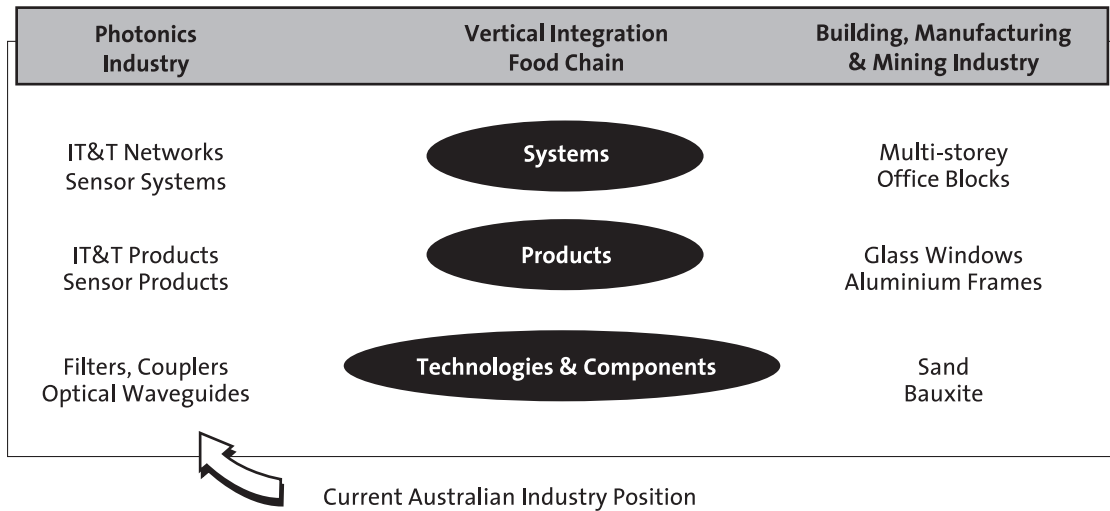 Photonics
Industry
Vertical Integration
Food Chain
Building, Manufacturing
& Mining Industry
IT&T Networks
Sensor Systems
Systems
Multi-storey
Office Blocks
IT&T Products
Sensor Products
Products
Glass Windows
Aluminium Frames
Filters, Couplers
Optical Waveguides
Technologies & Components
Sand
Bauxite
Current Australian Industry Position